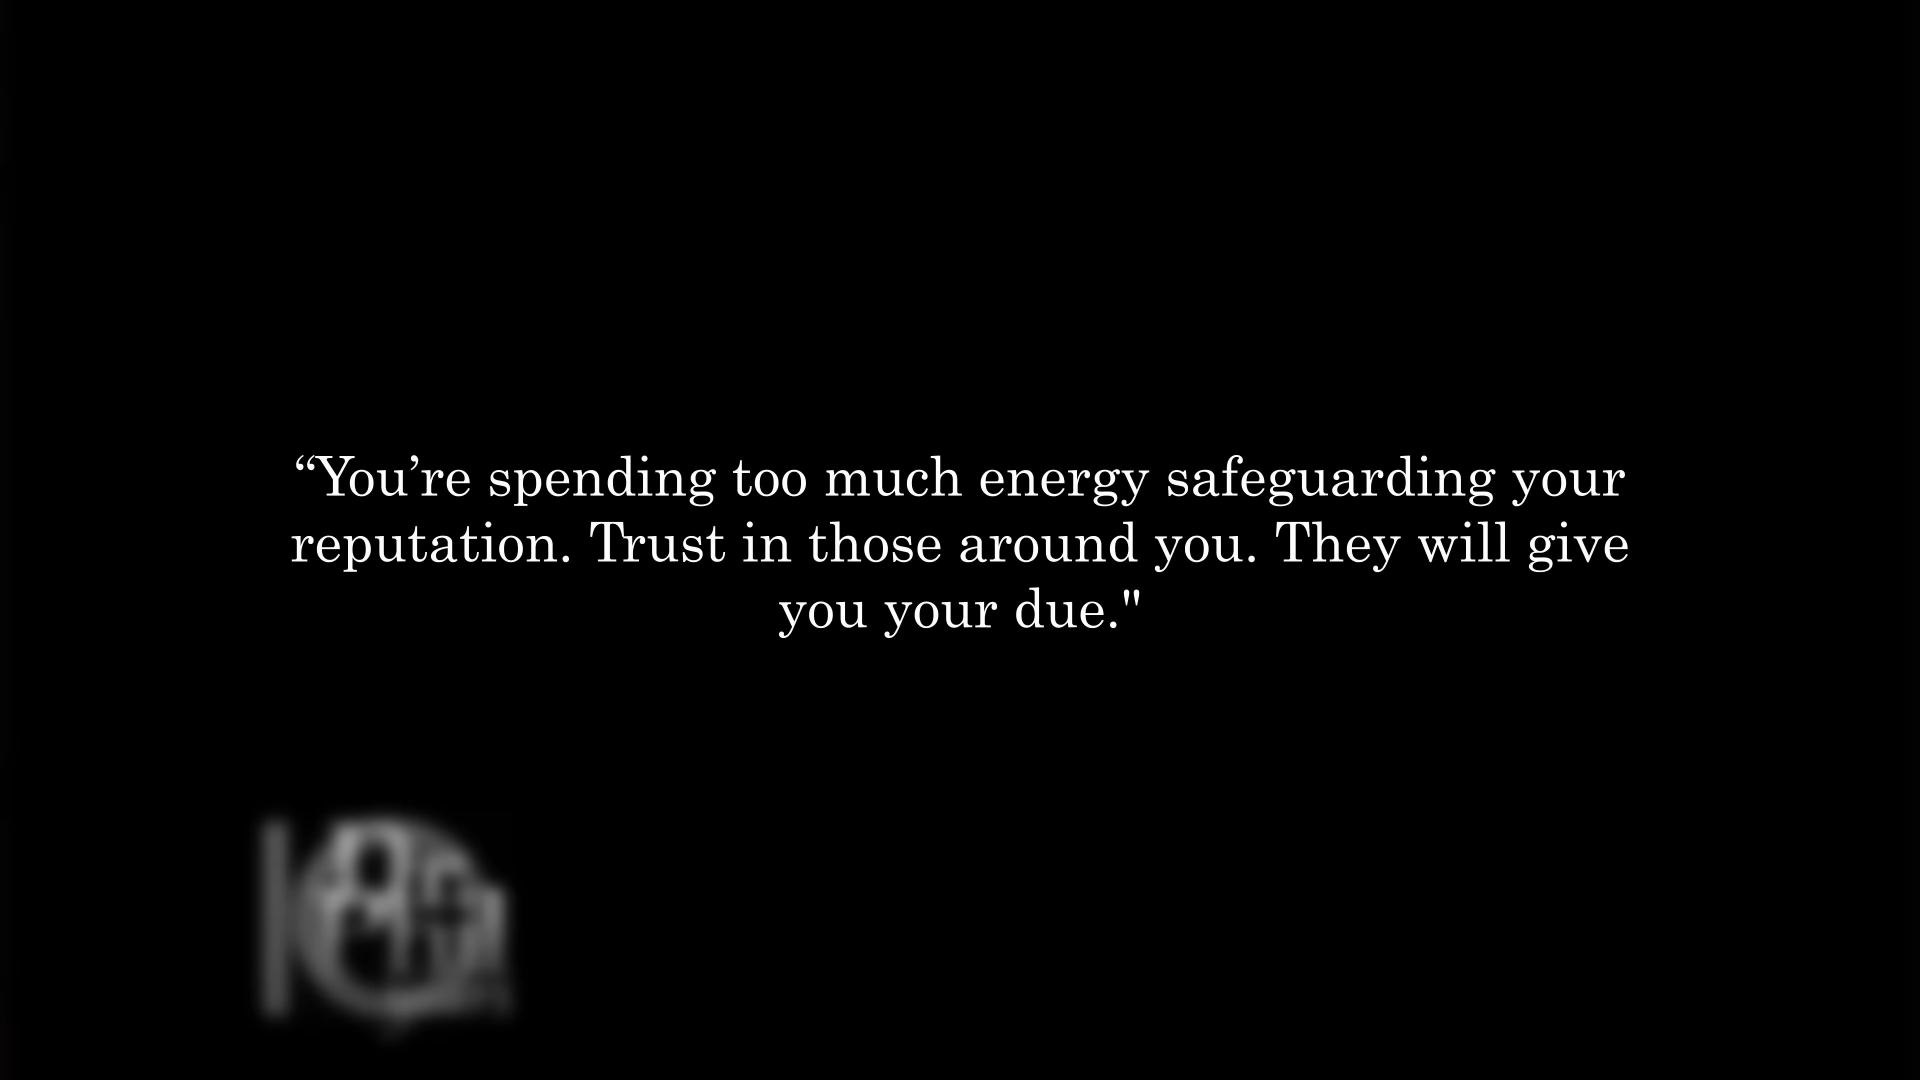 “You’re spending too much energy safeguarding your
reputation. Trust in those around you. They will give
you your due."